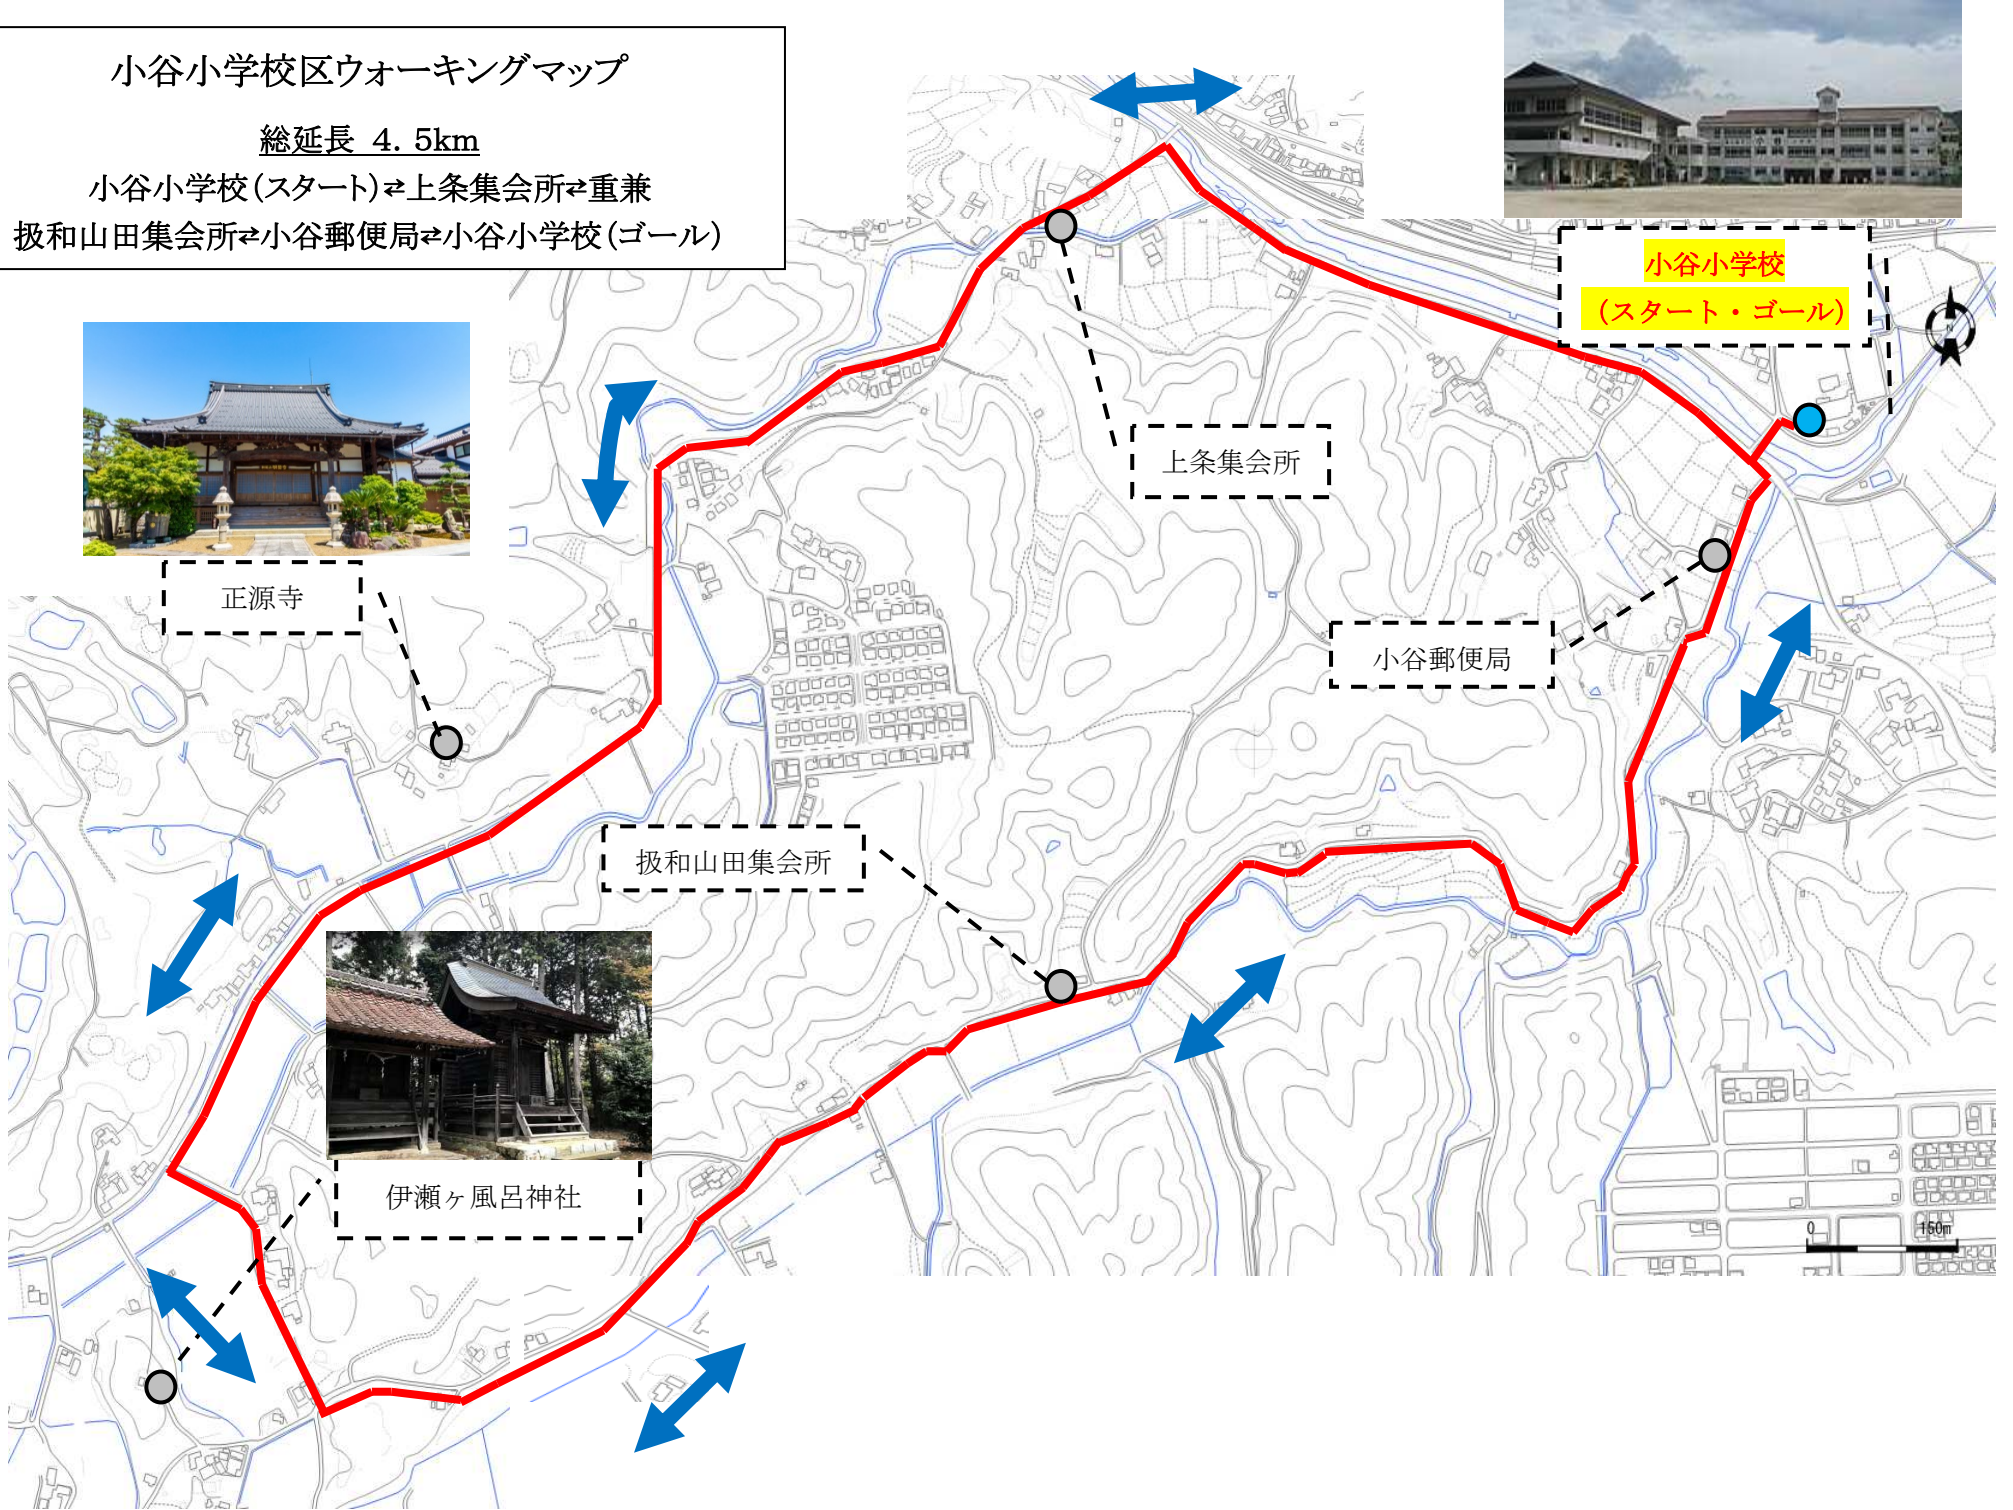 小谷小学校区ウォーキングマップ
総延長 4.5km
小谷小学校(スタート)⇄上条集会所⇄重兼
扱和山田集会所⇄小谷郵便局⇄小谷小学校(ゴール)
小谷小学校
(スタート・ゴール)
N
上条集会所
正源寺
小谷郵便局
扱和山田集会所
伊瀬ヶ風呂神社
0 150m